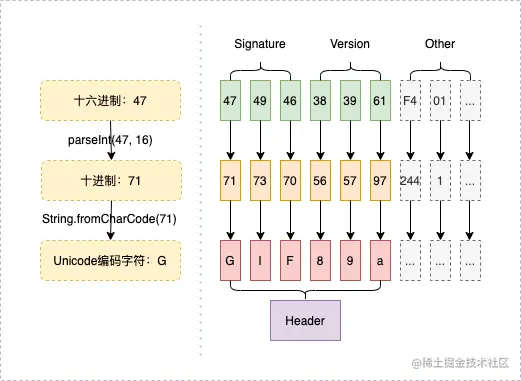 Signature Version Other
十六进制：47
47 49 46 38 39 61 F4 01 ...
parseInt(47, 16)
十进制：71
71 73 70 56 57 97 244 1 ...
String.fromCharCode(71)
Unicode编码字符：G
G I F 8 9 a ... ... ...
Header
@稀土掘金技术社区